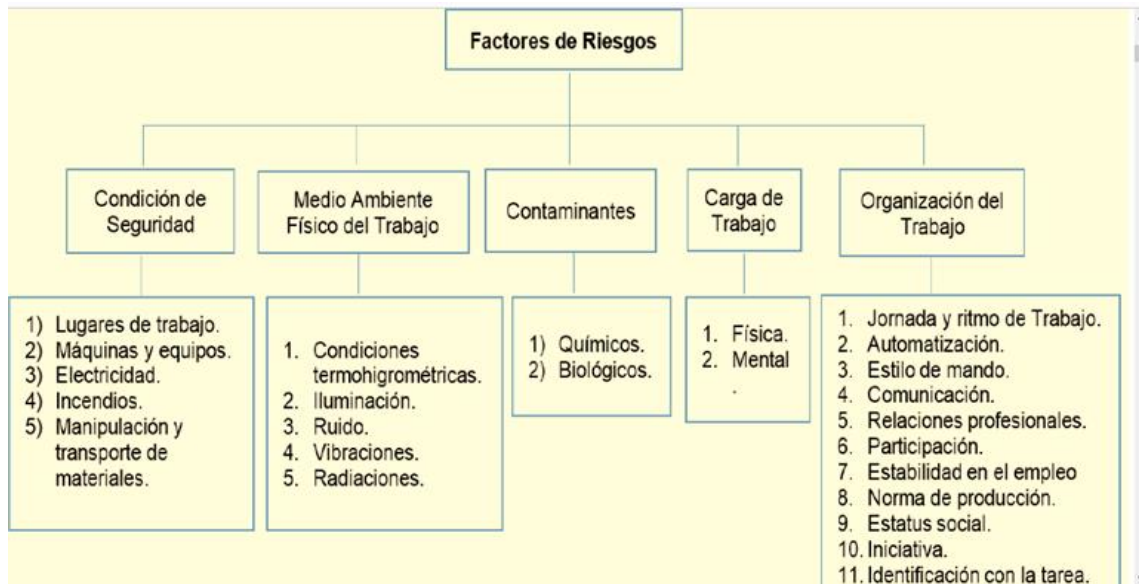 Factores de Riesgos
Condición de
Seguridad
Medio Ambiente
Físico del Trabajo
Contaminantes
Carga de
Trabajo
Organización del
Trabajo
1) Lugares de trabajo.
2) Máquinas y equipos.
3) Electricidad.
4) Incendios.
5) Manipulación y
transporte de
materiales.
1. Condiciones
termohigrométricas.
2. Iluminación.
3. Ruido.
4. Vibraciones.
5. Radiaciones.
1) Químicos.
2) Biológicos.
1. Física.
2. Mental
.
1. Jornada y ritmo de Trabajo.
2. Automatización.
3. Estilo de mando.
4. Comunicación.
5. Relaciones profesionales.
6. Participación.
7. Estabilidad en el empleo
8. Norma de producción.
9. Estatus social.
10. Iniciativa.
11. Identificación con la tarea.